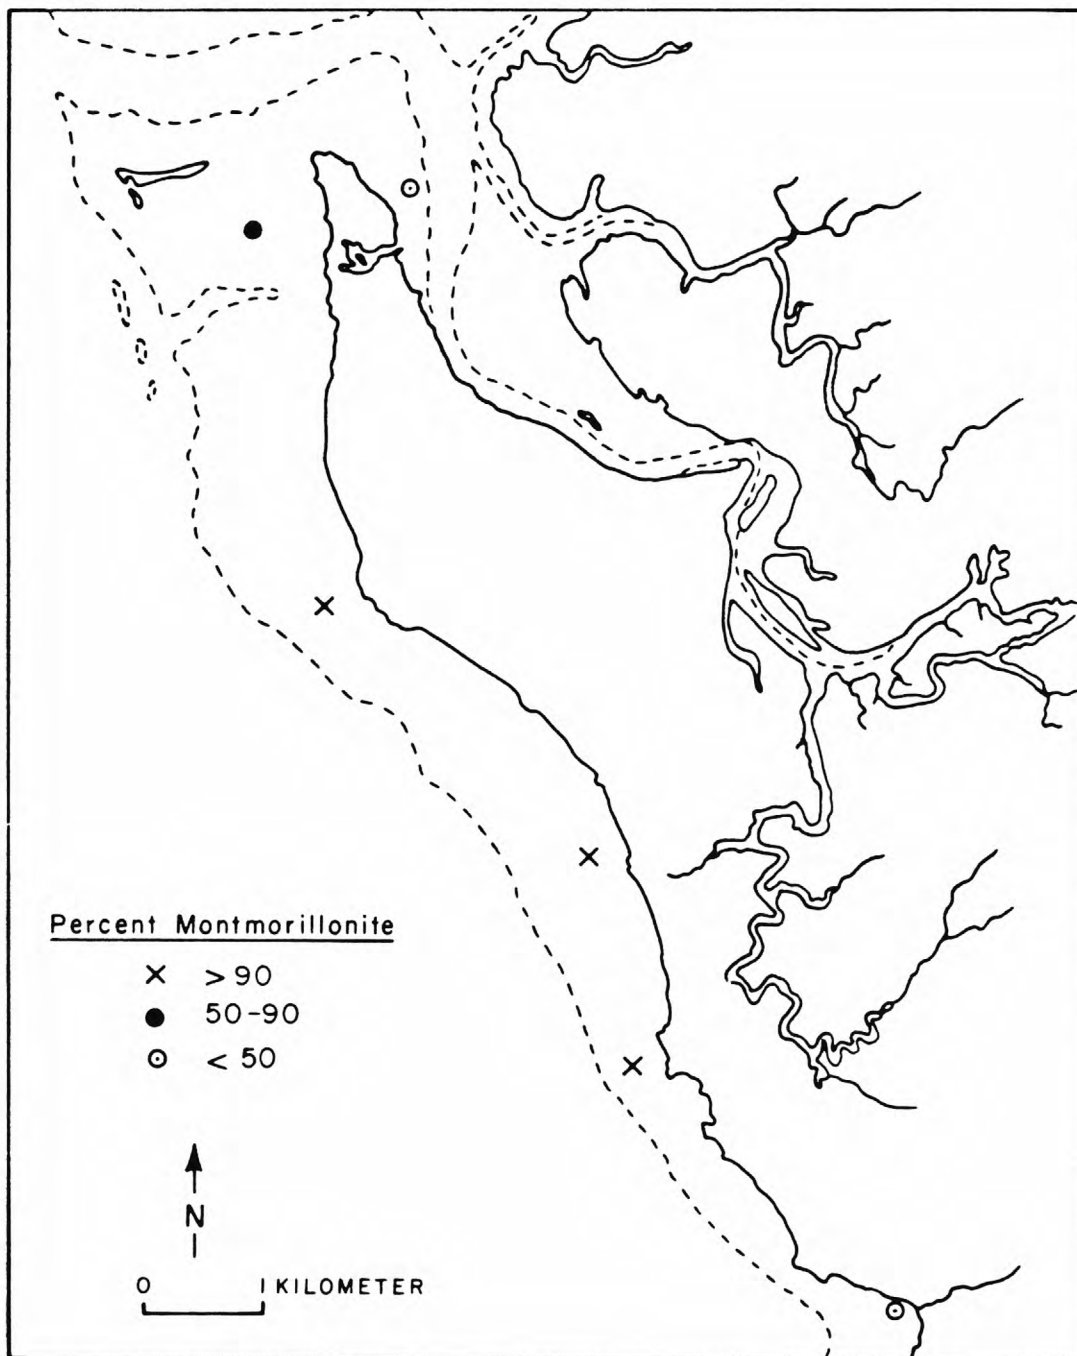 Percent Montmorillonite
× > 90
● 50-90
⊙ < 50
N
0 1 KILOMETER